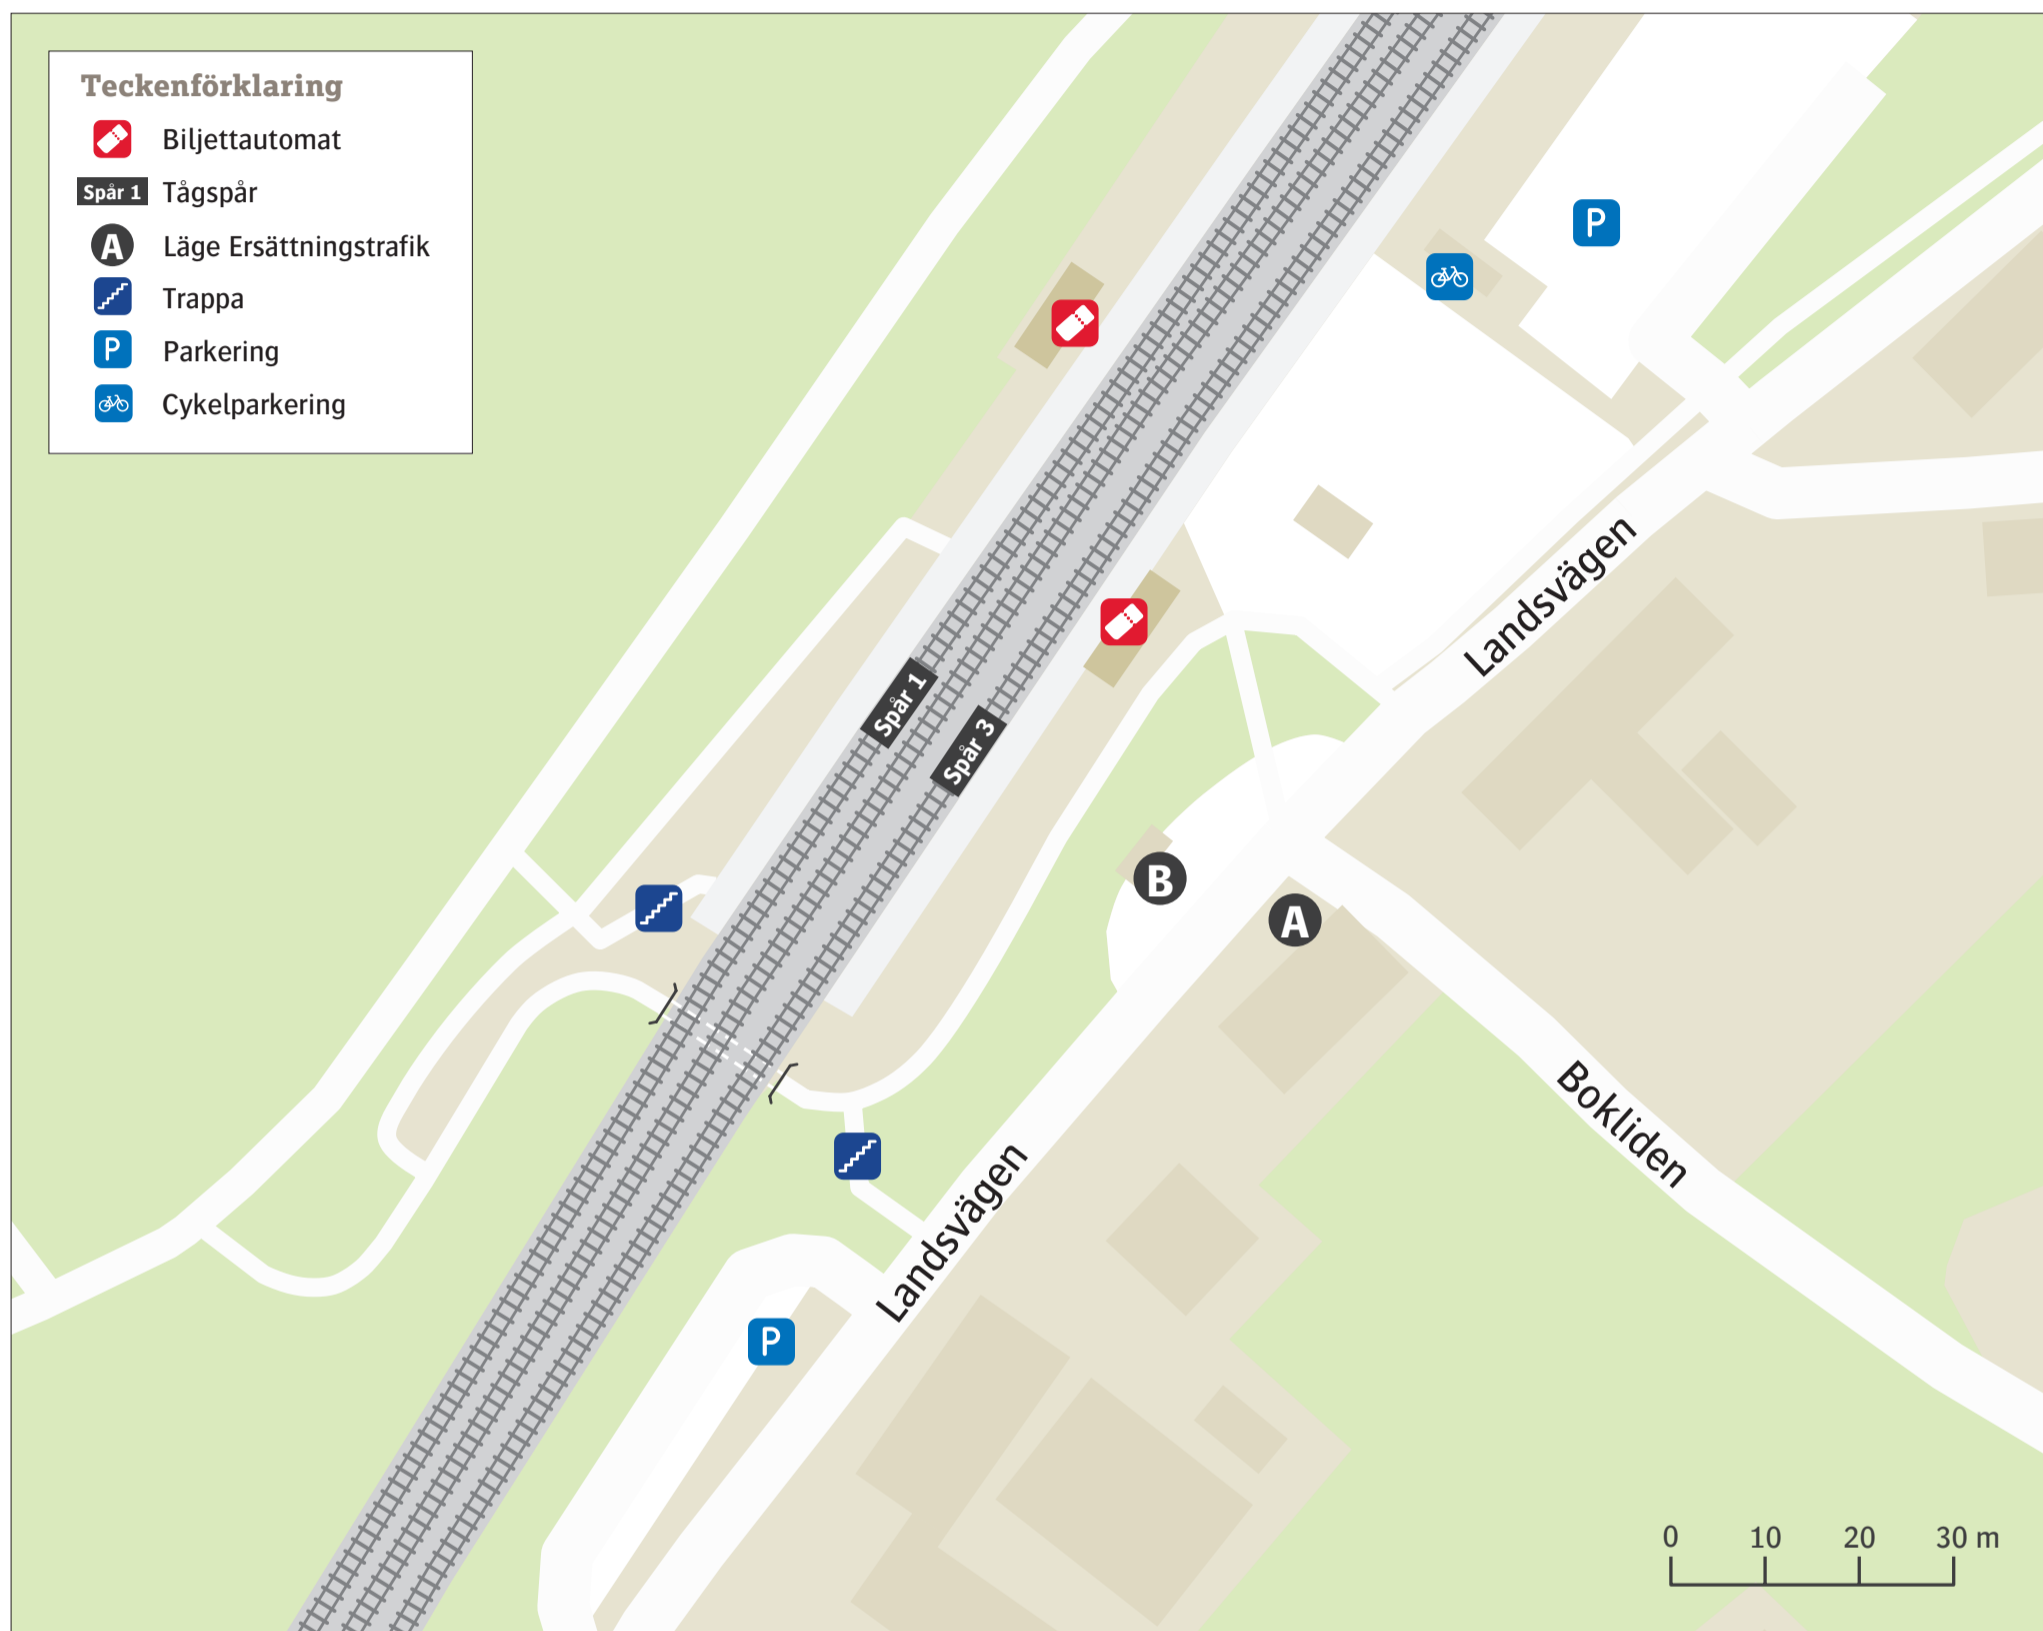 Teckenförklaring
Biljettautomat
Spår 1 Tågspår
A Läge Ersättningstrafik
Trappa
P Parkering
Cykelparkering
P
Landsvägen
Spår 1
Spår 3
B
A
Bokliden
Landsvägen
P
0 10 20 30 m